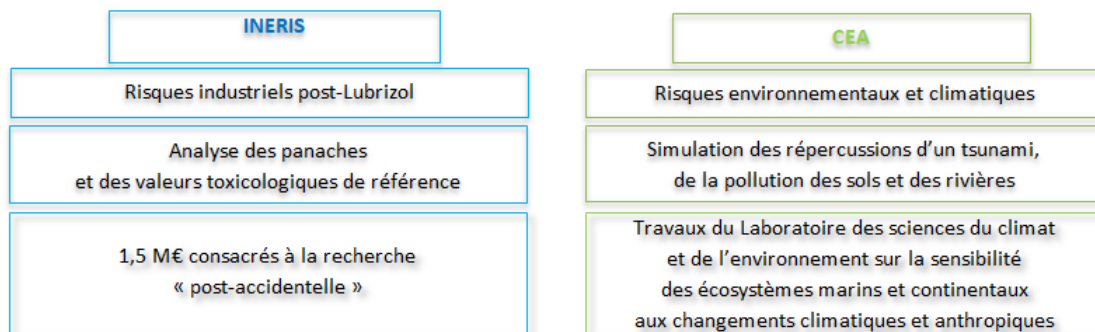 INERIS
Risques industriels post-Lubrizol
Analyse des panaches
et des valeurs toxicologiques de référence
1,5 M€ consacrés à la recherche
« post-accidentelle »
CEA
Risques environnementaux et climatiques
Simulation des répercussions d’un tsunami,
de la pollution des sols et des rivières
Travaux du Laboratoire des sciences du climat
et de l’environnement sur la sensibilité
des écosystèmes marins et continentaux
aux changements climatiques et anthropiques